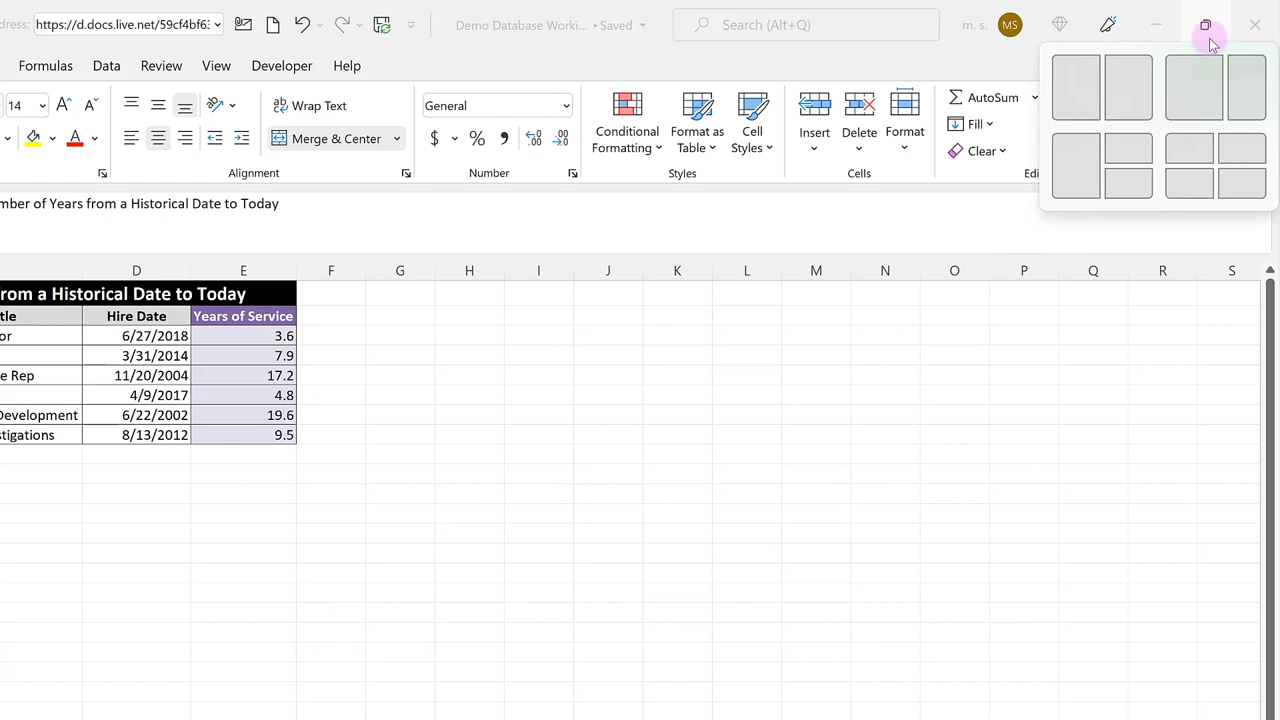 dress:
https://d.docs.live.net/59cf4bf6
Demo Database Worki... • Saved
Search (Alt+Q)
m. s.
MS
Formulas
Data
Review
View
Developer
Help
14
A
A
Wrap Text
General
Merge & Center
$
%
Conditional Formatting
Format as Table
Cell Styles
Insert
Delete
Format
AutoSum
Fill
Clear
Alignment
Number
Styles
Cells
Edi
mber of Years from a Historical Date to Today
D E F G H I J K L M N O P Q R S
rom a Historical Date to Today
tle Hire Date Years of Service
or 6/27/2018 3.6
3/31/2014 7.9
e Rep 11/20/2004 17.2
4/9/2017 4.8
Development 6/22/2002 19.6
stigations 8/13/2012 9.5